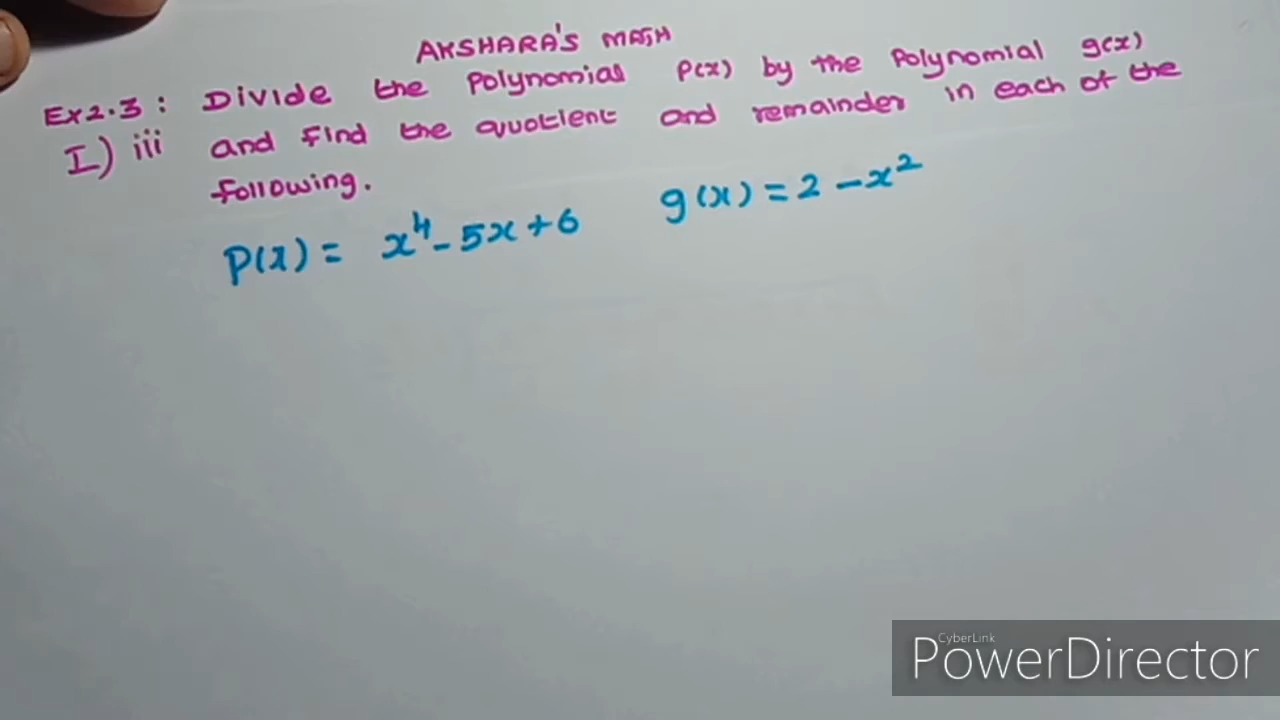 AKSHARA'S MATH
Ex2.3: Divide the Polynomial P(x) by the Polynomial g(x)
I) iii and find the quotient and remainder in each of the
following.
P(x) = x⁴- 5x+6 g(x) = 2 -x²
CyberLink
PowerDirector